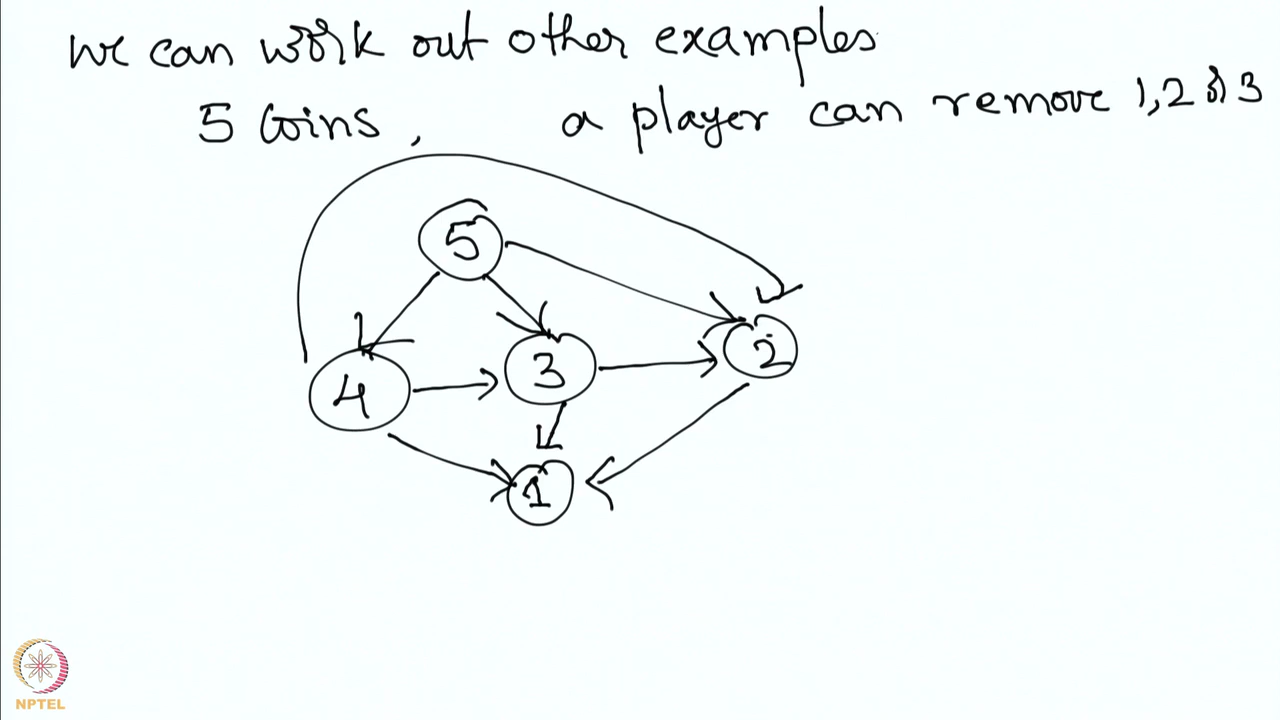 we can work out other examples
5 coins, a player can remove 1, 2 or 3
5
4 3 2
1
NPTEL